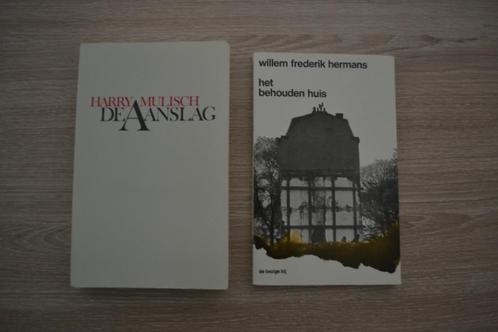 HARRY MULISCH
DE AANSLAG
willem frederik hermans
het
behouden huis
de bezige bij